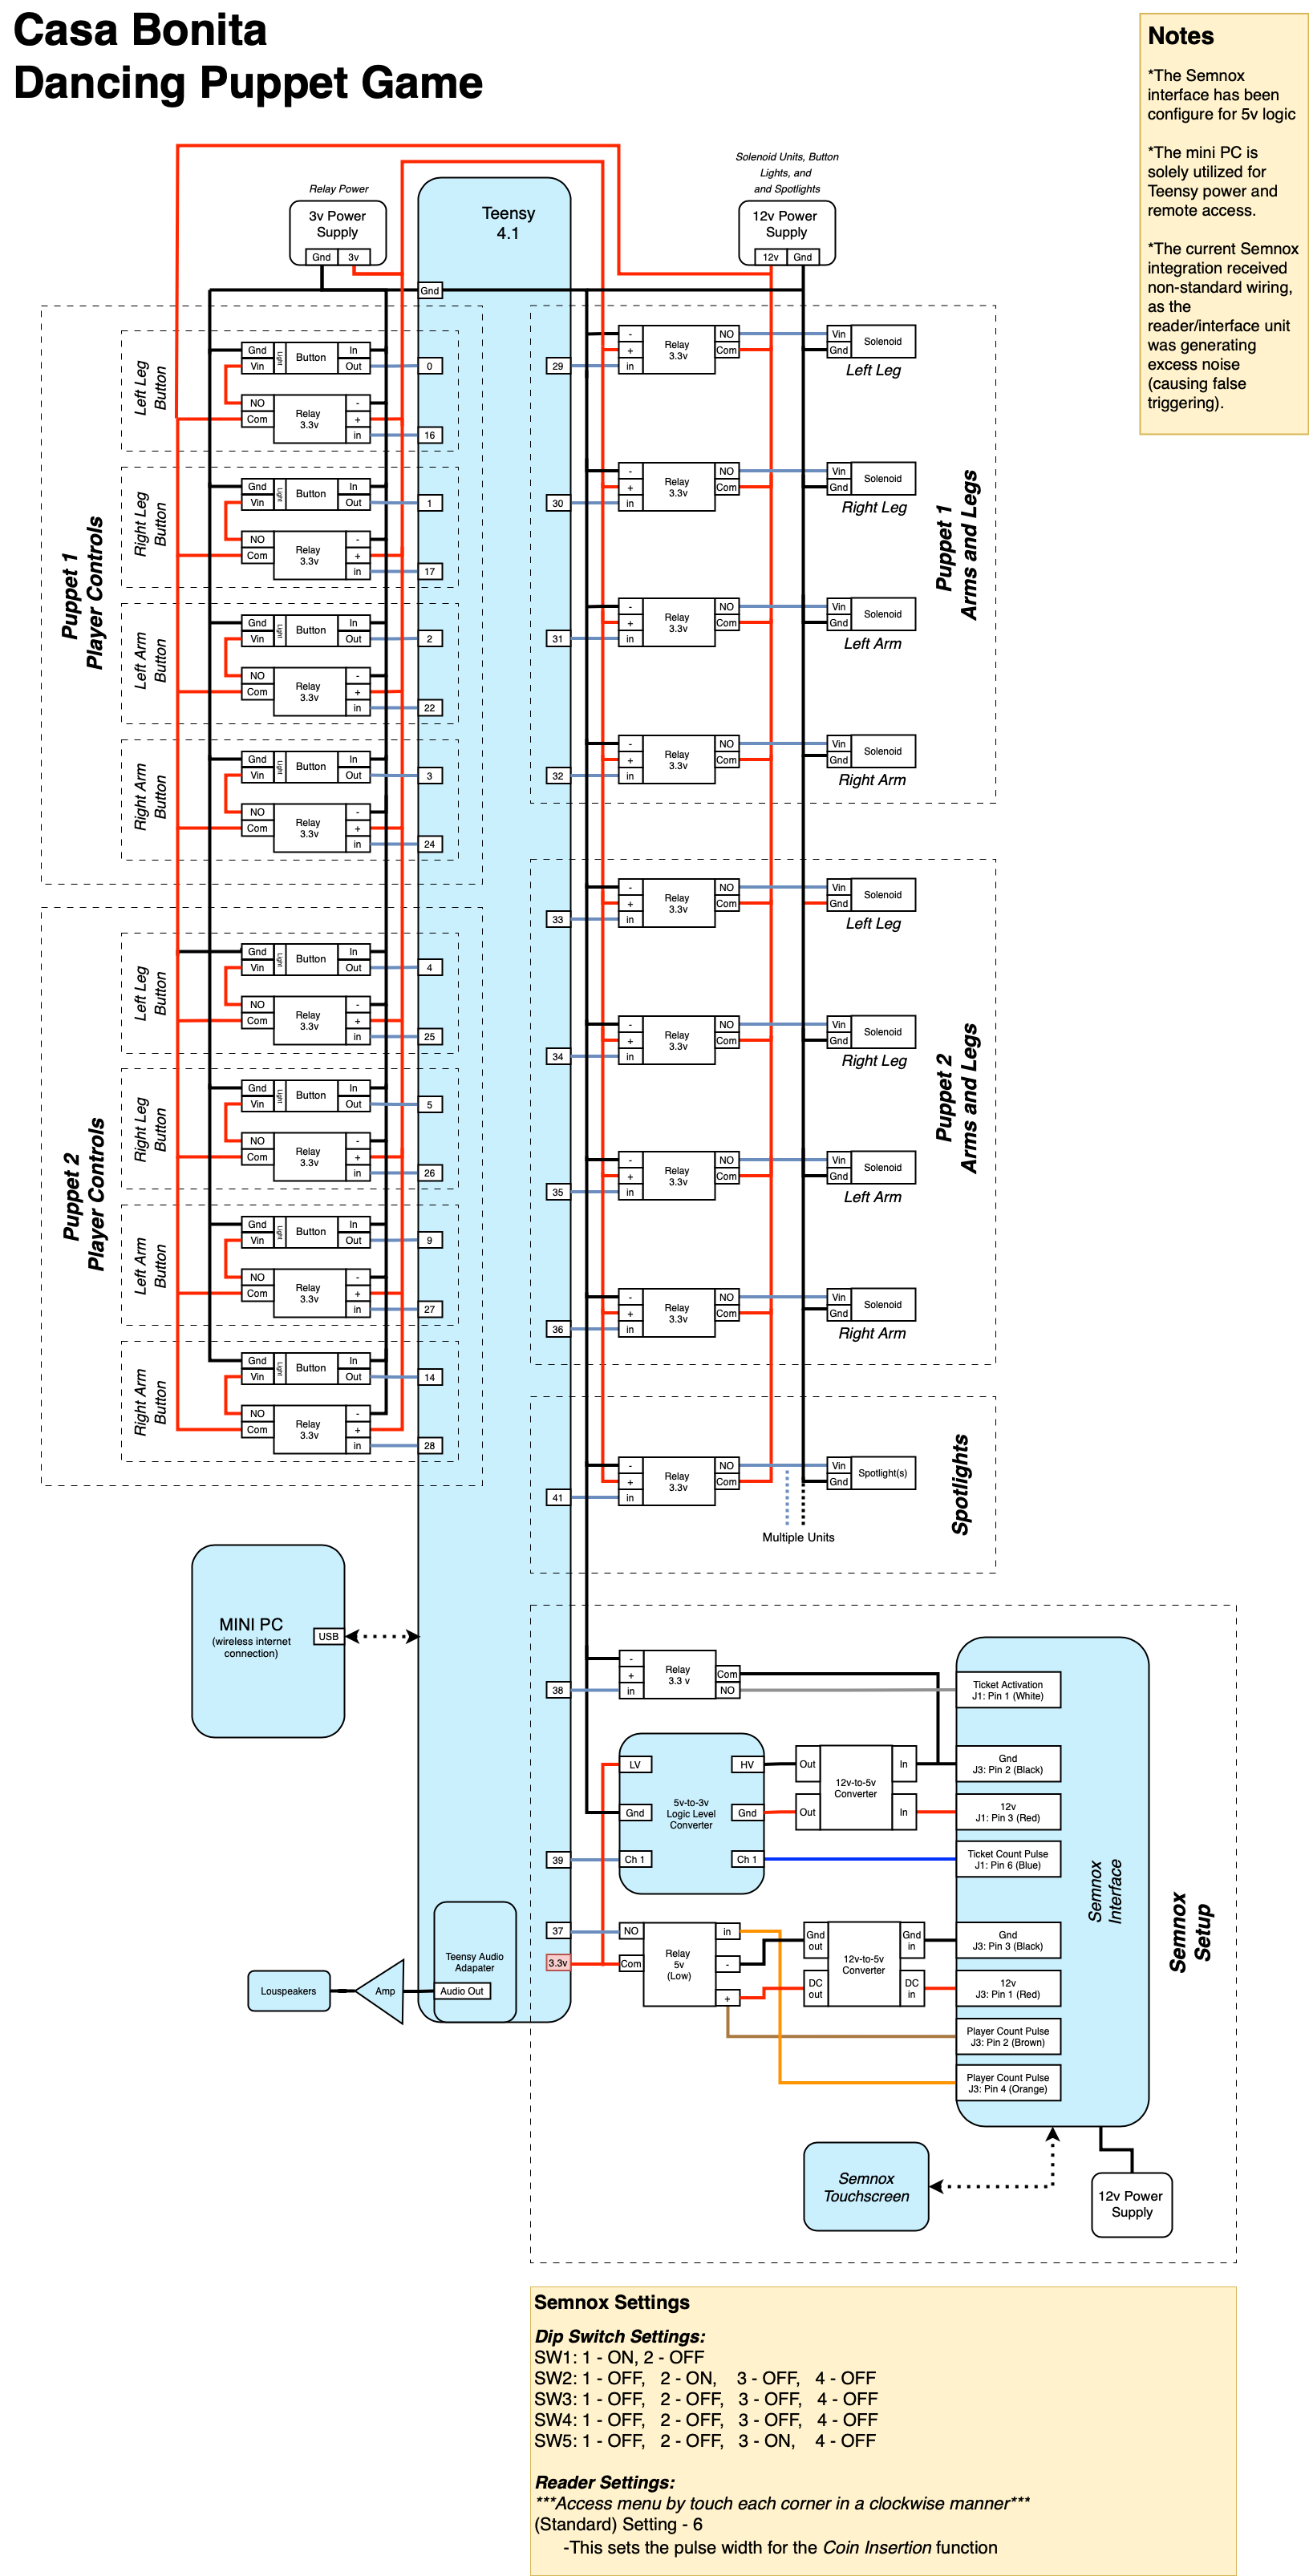 Casa Bonita
Dancing Puppet Game
Notes
*The Semnox
interface has been
configure for 5v logic
*The mini PC is
solely utilized for
Teensy power and
remote access.
*The current Semnox
integration received
non-standard wiring,
as the
reader/interface unit
was generating
excess noise
(causing false
triggering).
Relay Power
3v Power
Supply
Gnd 3v
Teensy
4.1
Gnd
Solenoid Units, Button
Lights, and
and Spotlights
12v Power
Supply
12v Gnd
Puppet 1
Player Controls
Left Leg
Button
Gnd Light Button In
Vin Out 0
NO Relay -
Com 3.3v +
in 16
Right Leg
Button
Gnd Light Button In
Vin Out 1
NO Relay -
Com 3.3v +
in 17
Left Arm
Button
Gnd Light Button In
Vin Out 2
NO Relay -
Com 3.3v +
in 22
Right Arm
Button
Gnd Light Button In
Vin Out 3
NO Relay -
Com 3.3v +
in 24
Puppet 2
Player Controls
Left Leg
Button
Gnd Light Button In
Vin Out 4
NO Relay -
Com 3.3v +
in 25
Right Leg
Button
Gnd Light Button In
Vin Out 5
NO Relay -
Com 3.3v +
in 26
Left Arm
Button
Gnd Light Button In
Vin Out 9
NO Relay -
Com 3.3v +
in 27
Right Arm
Button
Gnd Light Button In
Vin Out 14
NO Relay -
Com 3.3v +
in 28
Puppet 1
Arms and Legs
- Relay NO Vin Solenoid
+ 3.3v Com Gnd
29 in Left Leg
- Relay NO Vin Solenoid
+ 3.3v Com Gnd
30 in Right Leg
- Relay NO Vin Solenoid
+ 3.3v Com Gnd
31 in Left Arm
- Relay NO Vin Solenoid
+ 3.3v Com Gnd
32 in Right Arm
Puppet 2
Arms and Legs
- Relay NO Vin Solenoid
+ 3.3v Com Gnd
33 in Left Leg
- Relay NO Vin Solenoid
+ 3.3v Com Gnd
34 in Right Leg
- Relay NO Vin Solenoid
+ 3.3v Com Gnd
35 in Left Arm
- Relay NO Vin Solenoid
+ 3.3v Com Gnd
36 in Right Arm
Spotlights
- Relay NO Vin Spotlight(s)
+ 3.3v Com Gnd
41 in
Multiple Units
MINI PC
(wireless internet
connection)
USB
Semnox
Setup
Semnox
Interface
- Relay Com
+ 3.3 v NO
38 in
Ticket Activation
J1: Pin 1 (White)
LV HV
5v-to-3v
Logic Level
Converter
Gnd Gnd
39 Ch 1 Ch 1
Out In
12v-to-5v
Converter
Out In
Gnd
J3: Pin 2 (Black)
12v
J1: Pin 3 (Red)
Ticket Count Pulse
J1: Pin 6 (Blue)
37 NO in
Relay
5v
(Low)
3.3v Com -
+
Gnd
out
Gnd
in
12v-to-5v
Converter
DC
out
DC
in
Gnd
J3: Pin 3 (Black)
12v
J3: Pin 1 (Red)
Player Count Pulse
J3: Pin 2 (Brown)
Player Count Pulse
J3: Pin 4 (Orange)
Teensy Audio
Adapater
Audio Out
Amp
Loudspeakers
Semnox
Touchscreen
12v Power
Supply
Semnox Settings
Dip Switch Settings:
SW1: 1 - ON, 2 - OFF
SW2: 1 - OFF, 2 - ON, 3 - OFF, 4 - OFF
SW3: 1 - OFF, 2 - OFF, 3 - OFF, 4 - OFF
SW4: 1 - OFF, 2 - OFF, 3 - OFF, 4 - OFF
SW5: 1 - OFF, 2 - OFF, 3 - ON, 4 - OFF
Reader Settings:
***Access menu by touch each corner in a clockwise manner***
(Standard) Setting - 6
-This sets the pulse width for the Coin Insertion function